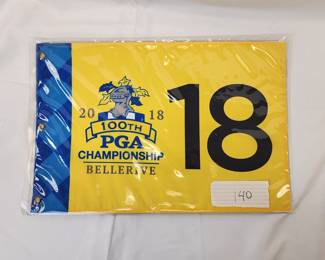 20 18
100TH
PGA
CHAMPIONSHIP
BELLERIVE
18
140